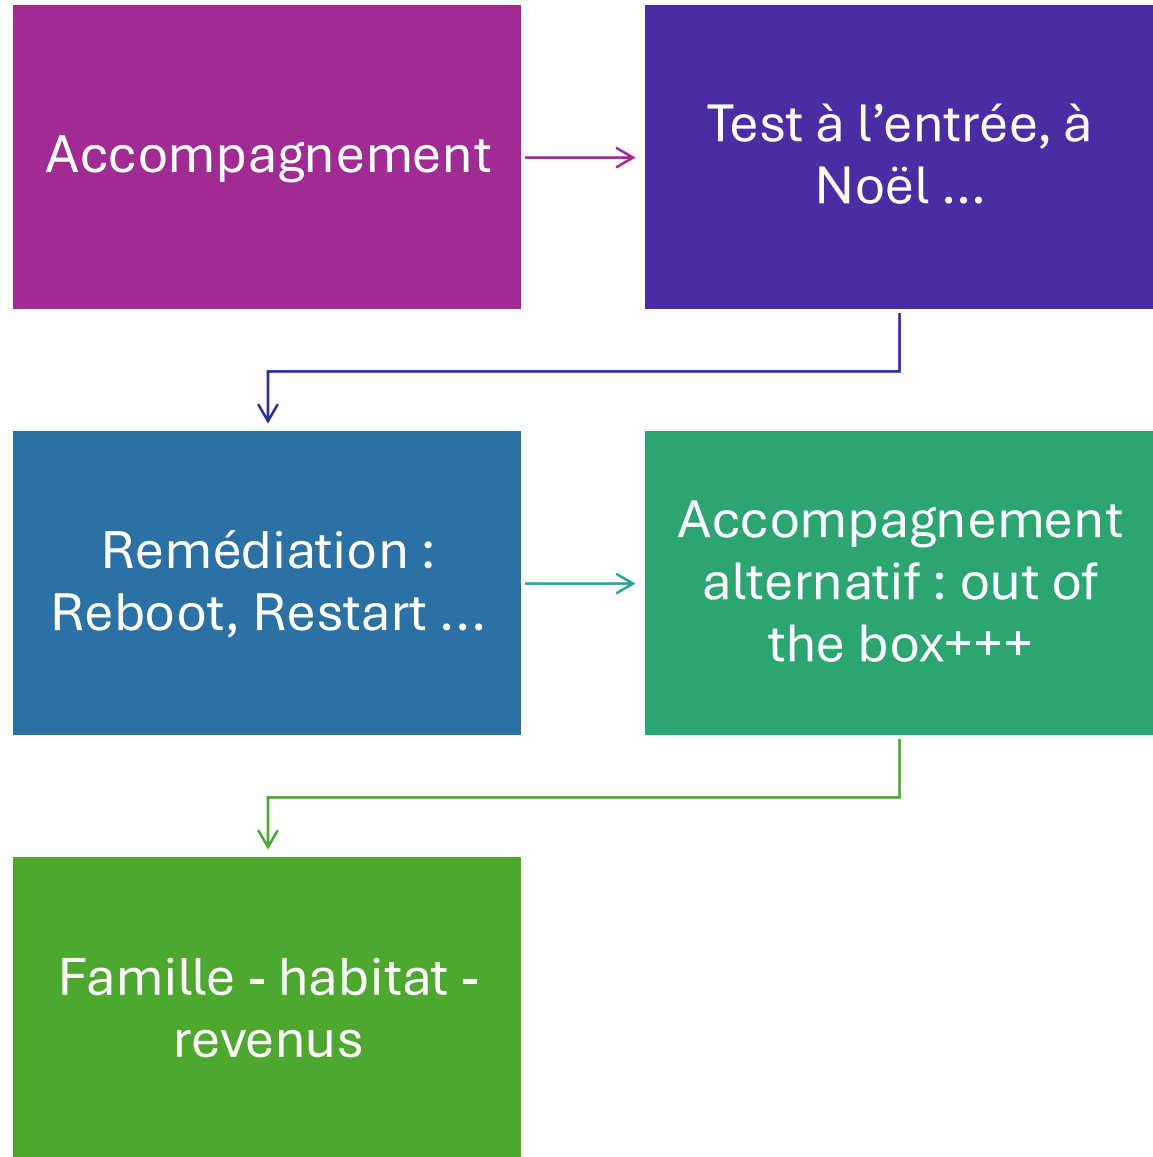 Accompagnement
Test à l’entrée, à
Noël ...
Remédiation :
Reboot, Restart ...
Accompagnement
alternatif : out of
the box+++
Famille - habitat -
revenus